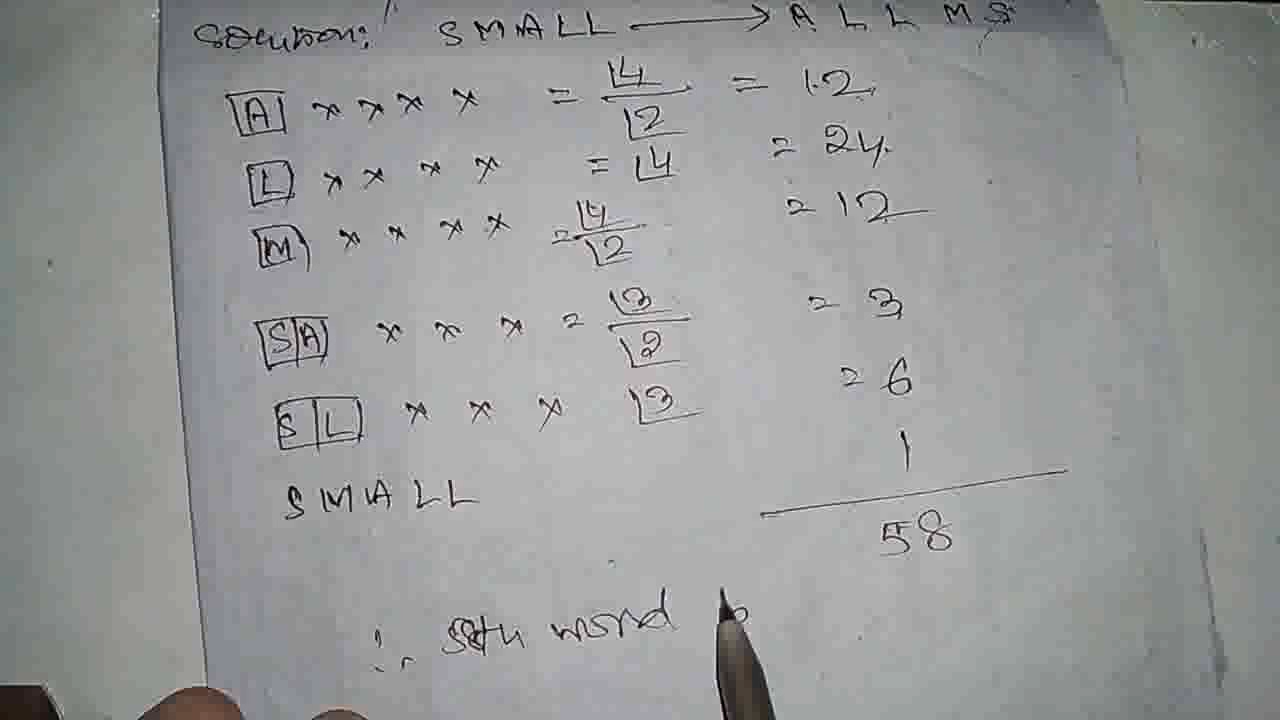 Solution: SMALL → A L L M S
A × × × × = ⌊4 / ⌊2 = 12
L × × × × = ⌊4 = 24
M × × × × = ⌊4 / ⌊2 = 12
S A × × × = ⌊3 / ⌊2 = 3
S L × × × ⌊3 = 6
SMALL 1
58
∴ 58th word